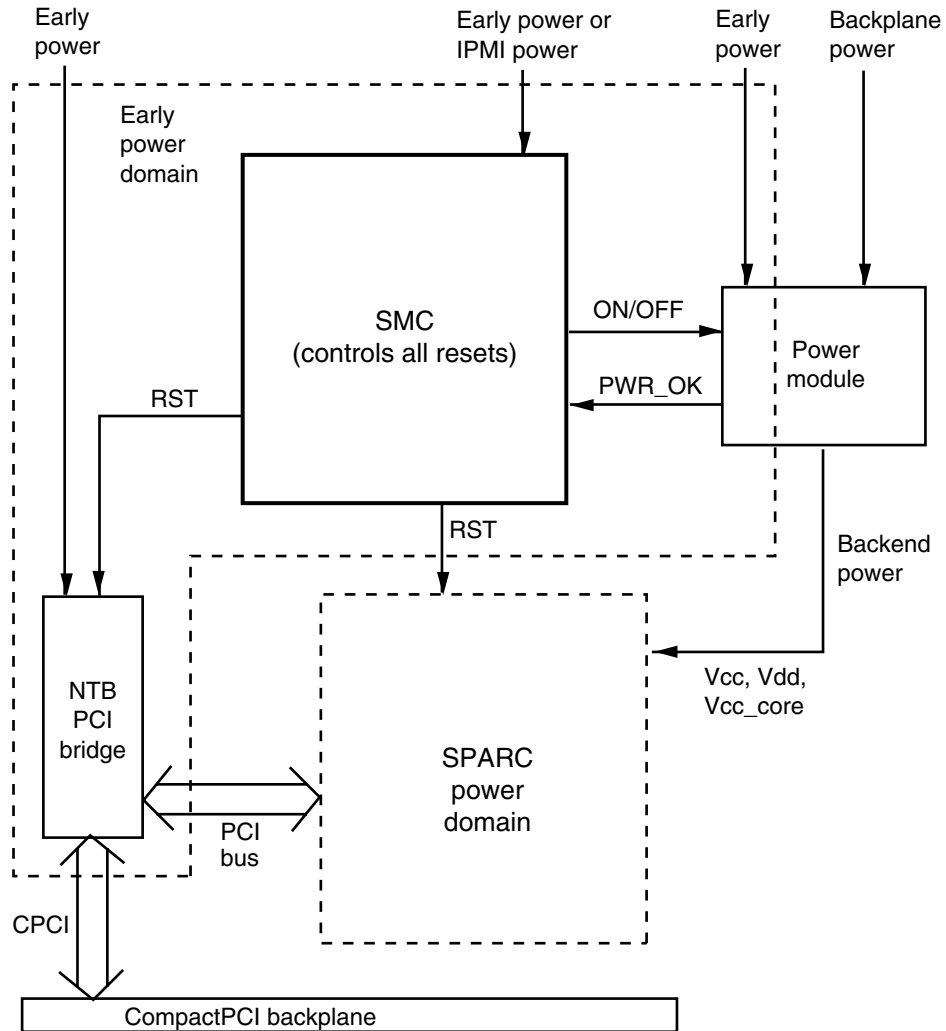 Early
power
Early power or
IPMI power
Early
power
Backplane
power
Early
power
domain
SMC
(controls all resets)
ON/OFF
PWR_OK
Power
module
RST
RST
Backend
power
Vcc, Vdd,
Vcc_core
NTB
PCI
bridge
SPARC
power
domain
PCI
bus
CPCI
CompactPCI backplane